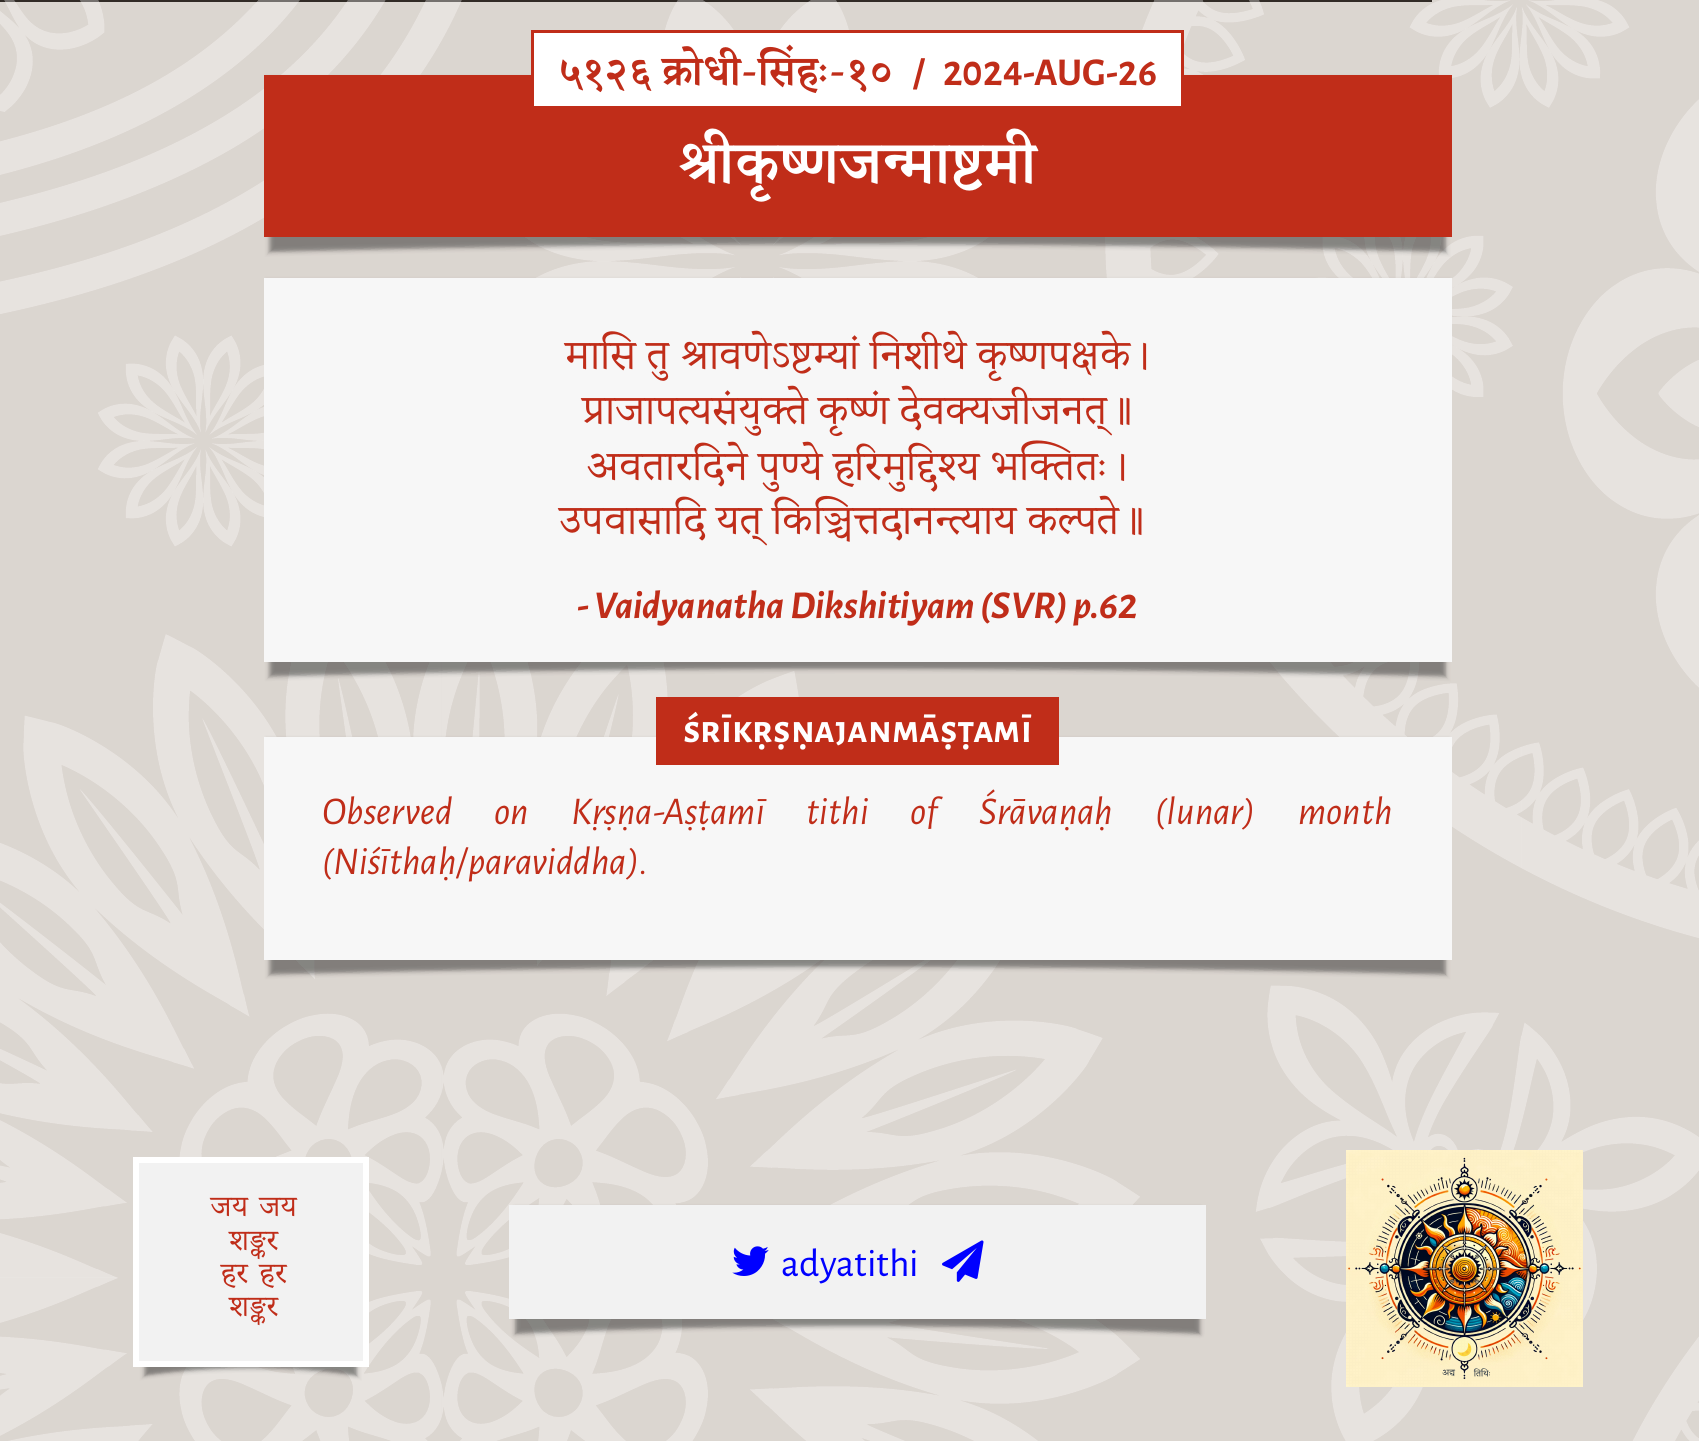 ५१२६ क्रोधी-सिंहः-१० / 2024-AUG-26
श्रीकृष्णजन्माष्टमी
मासि तु श्रावणेऽष्टम्यां निशीथे कृष्णपक्षके।
प्राजापत्यसंयुक्ते कृष्णं देवक्यजीजनत्॥
अवतारदिने पुण्ये हरिमुद्दिश्य भक्तितः।
उपवासादि यत् किञ्चित्तदानन्त्याय कल्पते॥
- Vaidyanatha Dikshitiyam (SVR) p.62
ŚRĪKṚṢṆAJANMĀṢṬAMĪ
Observed on Kṛṣṇa-Aṣṭamī tithi of Śrāvaṇaḥ (lunar) month
(Niśīthaḥ/paraviddha).
जय जय
शङ्कर
हर हर
शङ्कर
adyatithi
अद्य तिथिः